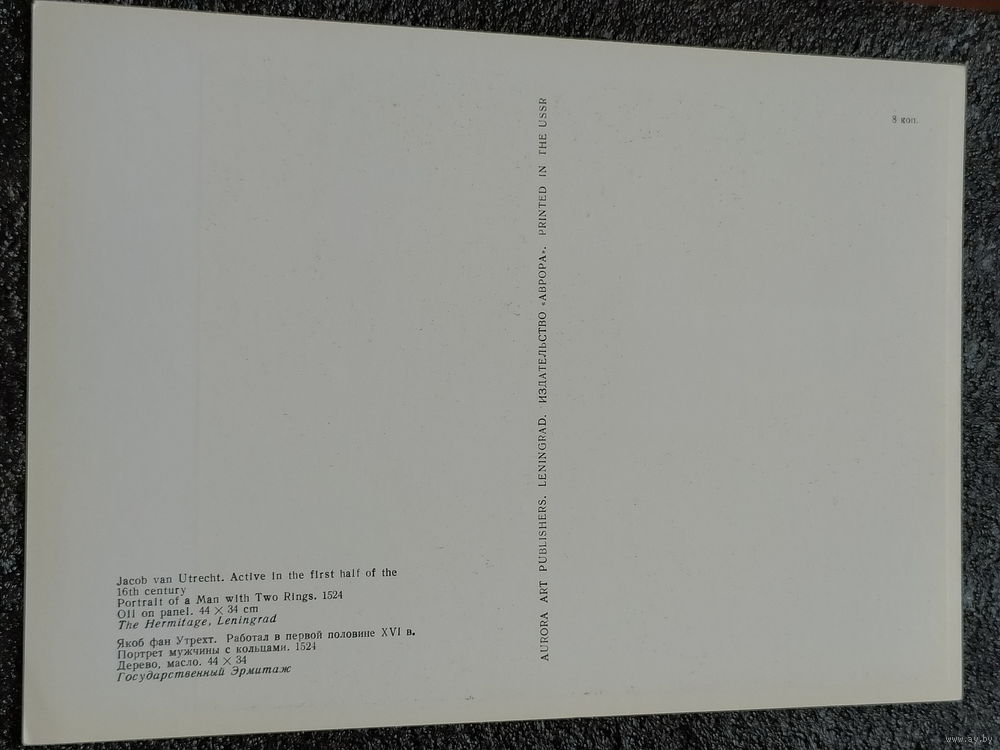 Jacob van Utrecht. Active in the first half of the
16th century
Portrait of a Man with Two Rings. 1524
Oil on panel. 44 × 34 cm
The Hermitage, Leningrad
Якоб фан Утрехт. Работал в первой половине XVI в.
Портрет мужчины с кольцами. 1524
Дерево, масло. 44 × 34
Государственный Эрмитаж
AURORA ART PUBLISHERS. LENINGRAD. ИЗДАТЕЛЬСТВО «АВРОРА». PRINTED IN THE USSR
8 коп.
www.ay.by